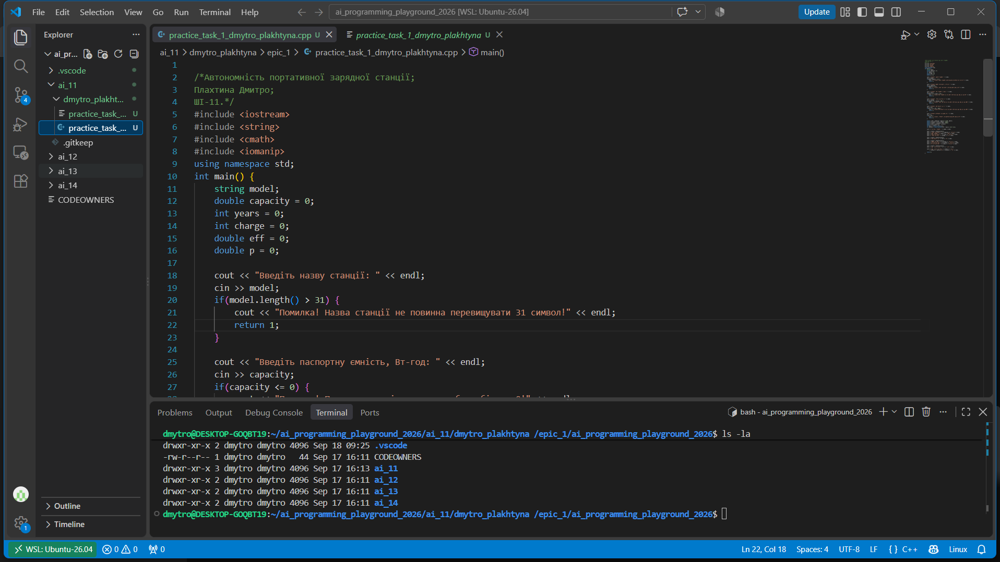 File Edit Selection View Go Run Terminal Help
ai_programming_playground_2026 [WSL: Ubuntu-26.04]
Update
Explorer
ai_pr...
.vscode
ai_11
dmytro_plakht...
practice_task_... U
practice_task_... U
.gitkeep
ai_12
ai_13
ai_14
CODEOWNERS
Outline
Timeline
4
1
practice_task_1_dmytro_plakhtyna.cpp U
practice_task_1_dmytro_plakhtyna U
ai_11 > dmytro_plakhtyna > epic_1 > practice_task_1_dmytro_plakhtyna.cpp > main()
1
2 /*Автономність портативної зарядної станції;
3 Плахтина Дмитро;
4 ШІ-11.*/
5 #include <iostream>
6 #include <string>
7 #include <cmath>
8 #include <iomanip>
9 using namespace std;
10 int main() {
11 string model;
12 double capacity = 0;
13 int years = 0;
14 int charge = 0;
15 double eff = 0;
16 double p = 0;
17
18 cout << "Введіть назву станції: " << endl;
19 cin >> model;
20 if(model.length() > 31) {
21 cout << "Помилка! Назва станції не повинна перевищувати 31 символ!" << endl;
22 return 1;
23 }
24
25 cout << "Введіть паспортну ємність, Вт-год: " << endl;
26 cin >> capacity;
27 if(capacity <= 0) {
Problems Output Debug Console Terminal Ports
bash - ai_programming_playground_2026
dmytro@DESKTOP-GOQBT19:~/ai_programming_playground_2026/ai_11/dmytro_plakhtyna /epic_1/ai_programming_playground_2026$ ls -la
drwxr-xr-x 2 dmytro dmytro 4096 Sep 18 09:25 .vscode
-rw-r--r-- 1 dmytro dmytro 44 Sep 17 16:11 CODEOWNERS
drwxr-xr-x 3 dmytro dmytro 4096 Sep 17 16:13 ai_11
drwxr-xr-x 2 dmytro dmytro 4096 Sep 17 16:11 ai_12
drwxr-xr-x 2 dmytro dmytro 4096 Sep 17 16:11 ai_13
drwxr-xr-x 2 dmytro dmytro 4096 Sep 17 16:11 ai_14
dmytro@DESKTOP-GOQBT19:~/ai_programming_playground_2026/ai_11/dmytro_plakhtyna /epic_1/ai_programming_playground_2026$
WSL: Ubuntu-26.04 0 0 0 Ln 22, Col 18 Spaces: 4 UTF-8 LF {} C++ Linux